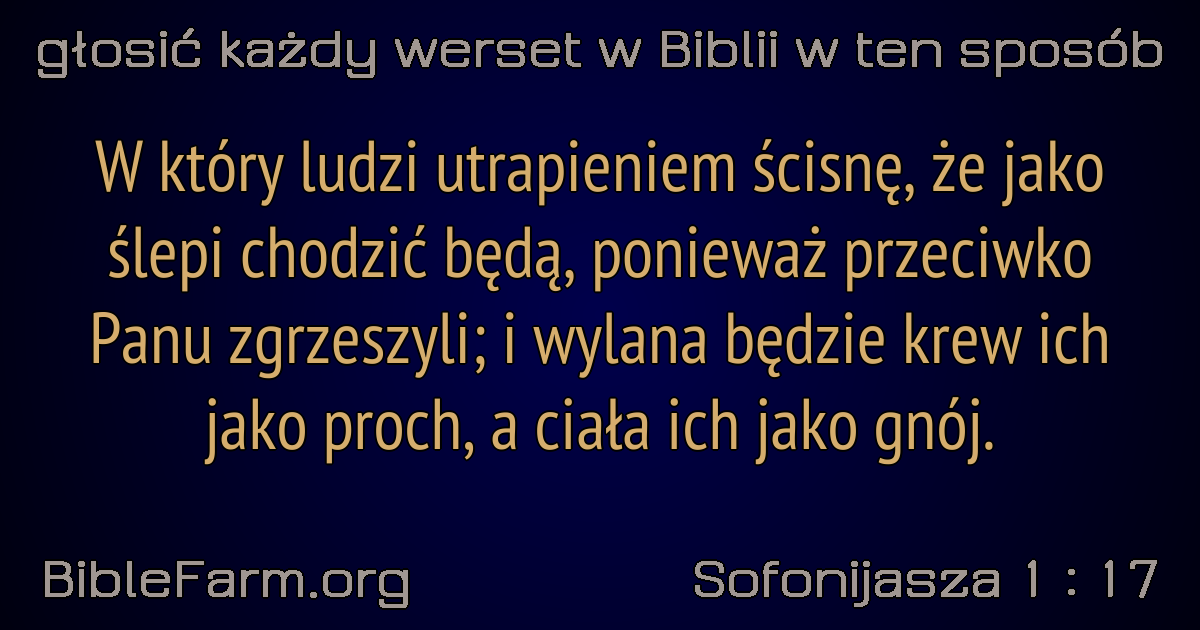 głosić każdy werset w Biblii w ten sposób
W który ludzi utrapieniem ścisnę, że jako
ślepi chodzić będą, ponieważ przeciwko
Panu zgrzeszyli; i wylana będzie krew ich
jako proch, a ciała ich jako gnój.
BibleFarm.org
Sofonijasza 1 : 17